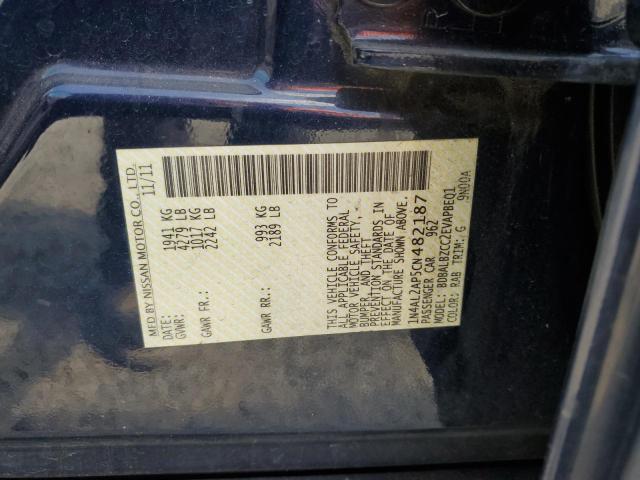 MFD BY NISSAN MOTOR CO., LTD.
DATE: 11/11
GVWR: 1941 KG
4279 LB
GAWR FR.: 1017 KG
2242 LB
GAWR RR.: 993 KG
2189 LB
THIS VEHICLE CONFORMS TO
ALL APPLICABLE FEDERAL
MOTOR VEHICLE SAFETY,
BUMPER, AND THEFT
PREVENTION STANDARDS IN
EFFECT ON THE DATE OF
MANUFACTURE SHOWN ABOVE.
1N4AL2AP5CN482187
PASSENGER CAR 962
MODEL: BDBALBZCCZEVAPBEQ1
COLOR: RAB TRIM: G 9N00A